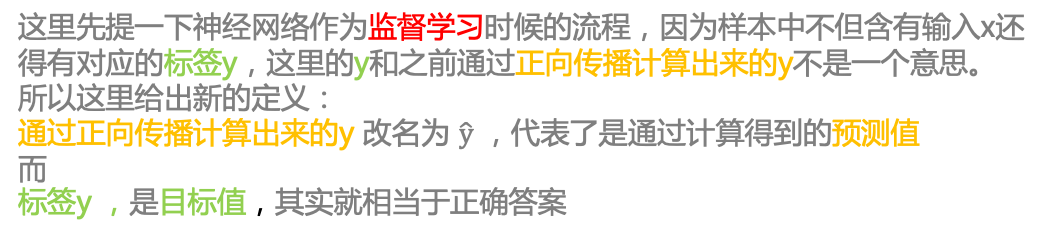 这里先提一下神经网络作为监督学习时候的流程，因为样本中不但含有输入x还
得有对应的标签y，这里的y和之前通过正向传播计算出来的y不是一个意思。
所以这里给出新的定义：
通过正向传播计算出来的y 改名为 ŷ ，代表了是通过计算得到的预测值
而
标签y ，是目标值，其实就相当于正确答案